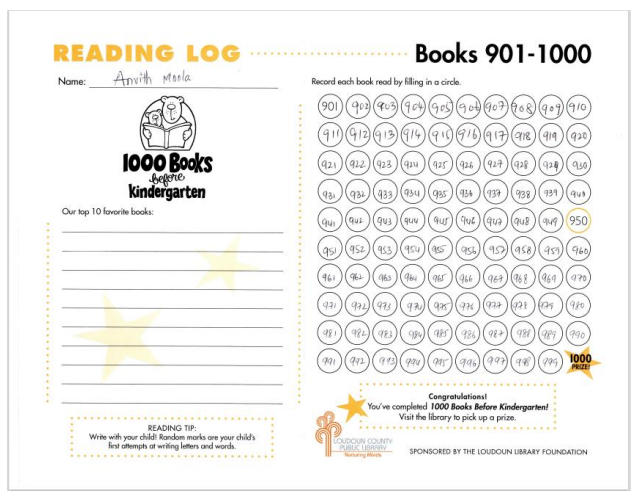 READING LOG
Books 901-1000
Name: Anvith Moola
1000 Books
before
kindergarten
Our top 10 favorite books:
READING TIP:
Write with your child! Random marks are your child's
first attempts at writing letters and words.
Record each book read by filling in a circle.
901 902 903 904 905 906 907 908 909 910
911 912 913 914 915 916 917 918 919 920
921 922 923 924 925 926 927 928 929 930
931 932 933 934 935 936 937 938 939 940
941 942 943 944 945 946 947 948 949 950
951 952 953 954 955 956 957 958 959 960
961 962 963 964 965 966 967 968 969 970
971 972 973 974 975 976 977 978 979 980
981 982 983 984 985 986 987 988 989 990
991 992 993 994 995 996 997 998 999 1000
PRIZE!
Congratulations!
You've completed 1000 Books Before Kindergarten!
Visit the library to pick up a prize.
LOUDOUN COUNTY
PUBLIC LIBRARY
Nurturing Minds
SPONSORED BY THE LOUDOUN LIBRARY FOUNDATION